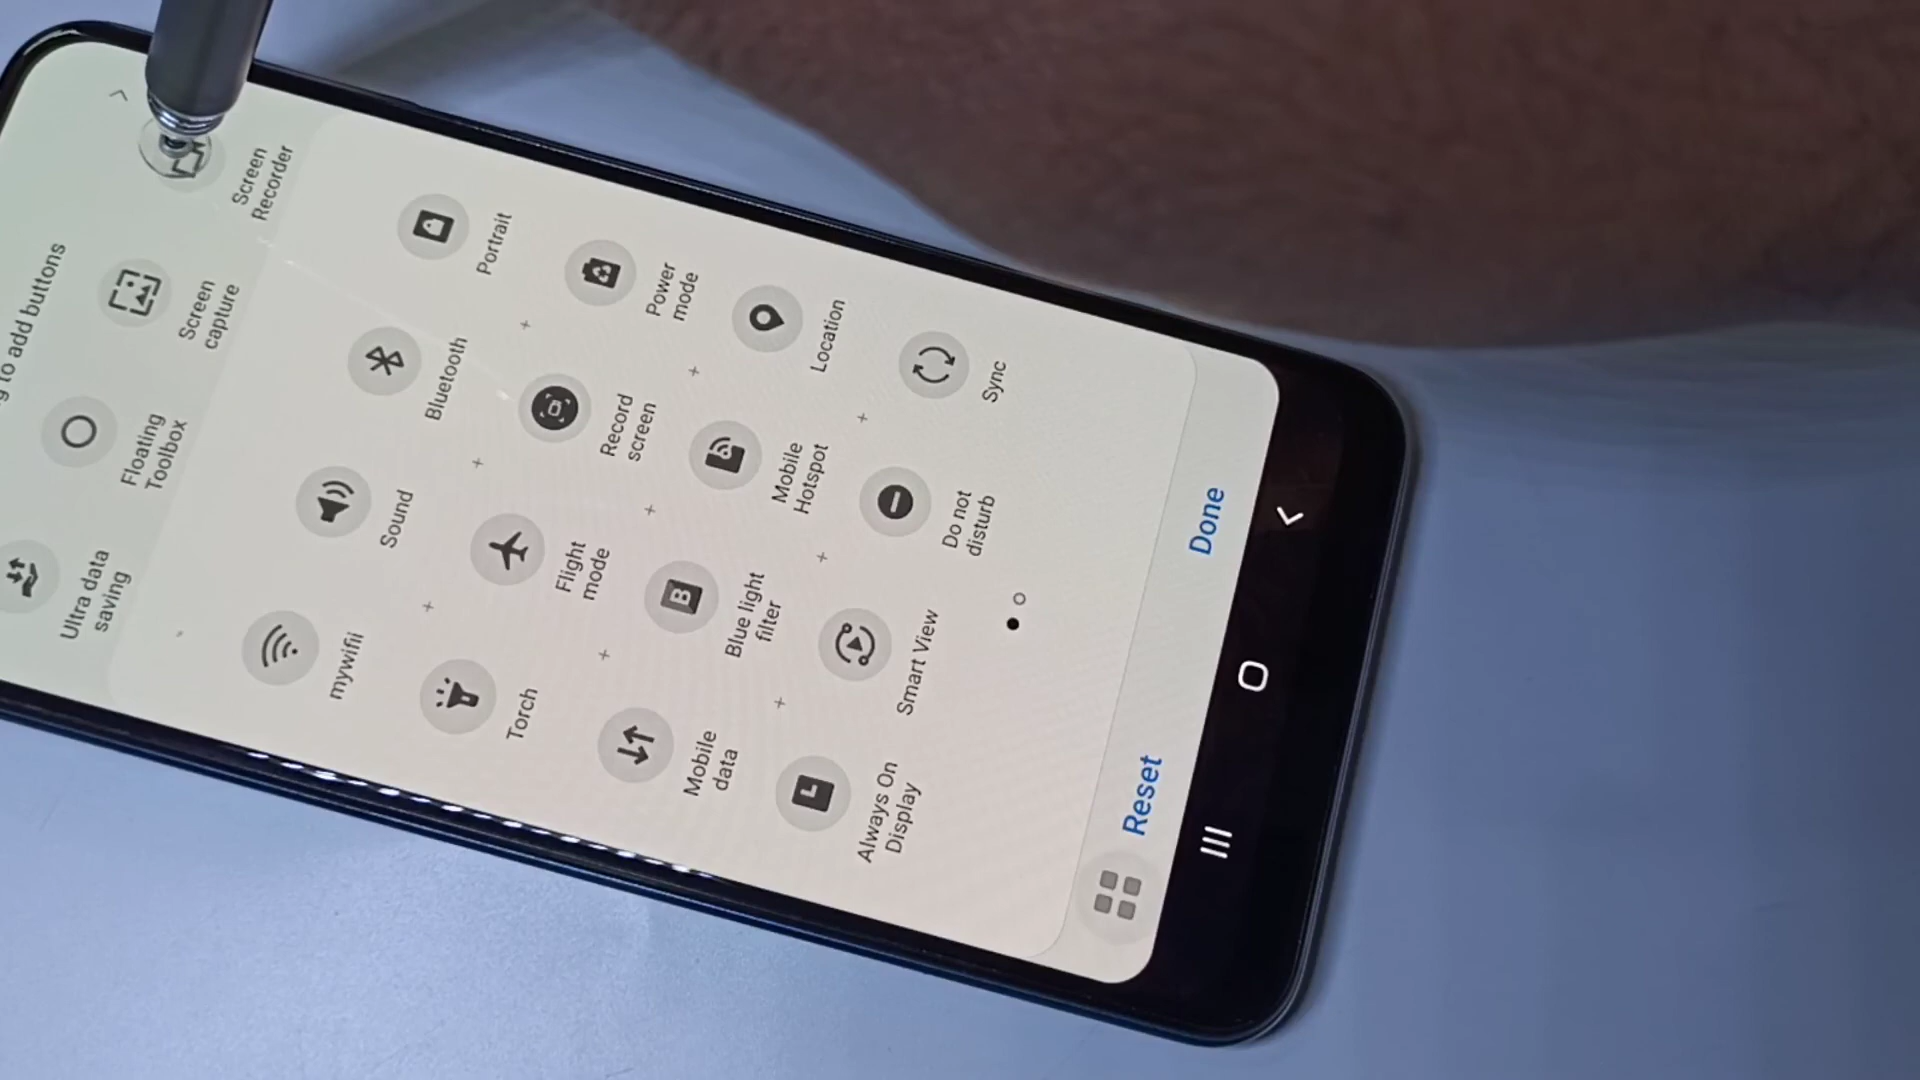 to add buttons
Ultra data
saving
Floating
Toolbox
Screen
capture
Screen
Recorder
mywifii
Sound
Bluetooth
Portrait
Torch
Flight
mode
Record
screen
Power
mode
Mobile
data
Blue light
filter
Mobile
Hotspot
Location
Always On
Display
Smart View
Do not
disturb
Sync
Reset
Done